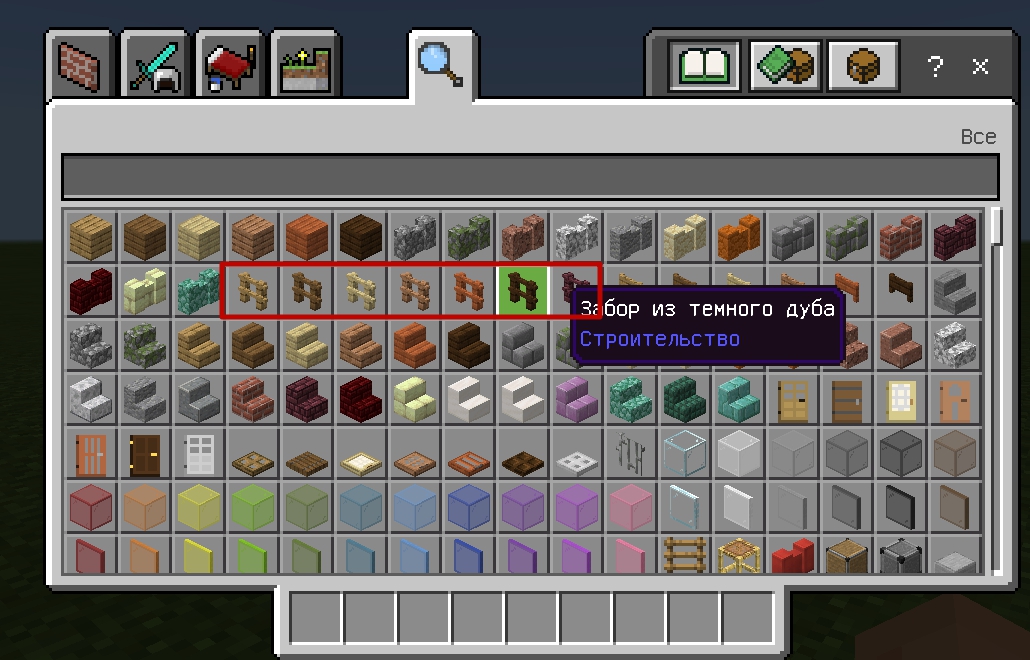 ? X
Все
Забор из темного дуба
Строительство